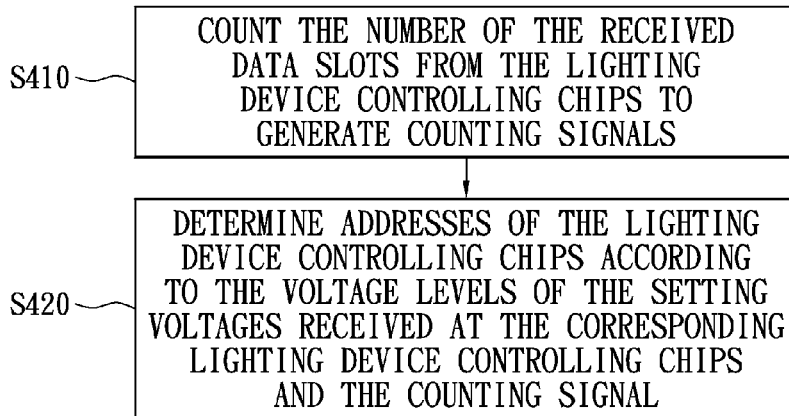 COUNT THE NUMBER OF THE RECEIVED
DATA SLOTS FROM THE LIGHTING
DEVICE CONTROLLING CHIPS TO
GENERATE COUNTING SIGNALS
S410
DETERMINE ADDRESSES OF THE LIGHTING
DEVICE CONTROLLING CHIPS ACCORDING
TO THE VOLTAGE LEVELS OF THE SETTING
VOLTAGES RECEIVED AT THE CORRESPONDING
LIGHTING DEVICE CONTROLLING CHIPS
AND THE COUNTING SIGNAL
S420